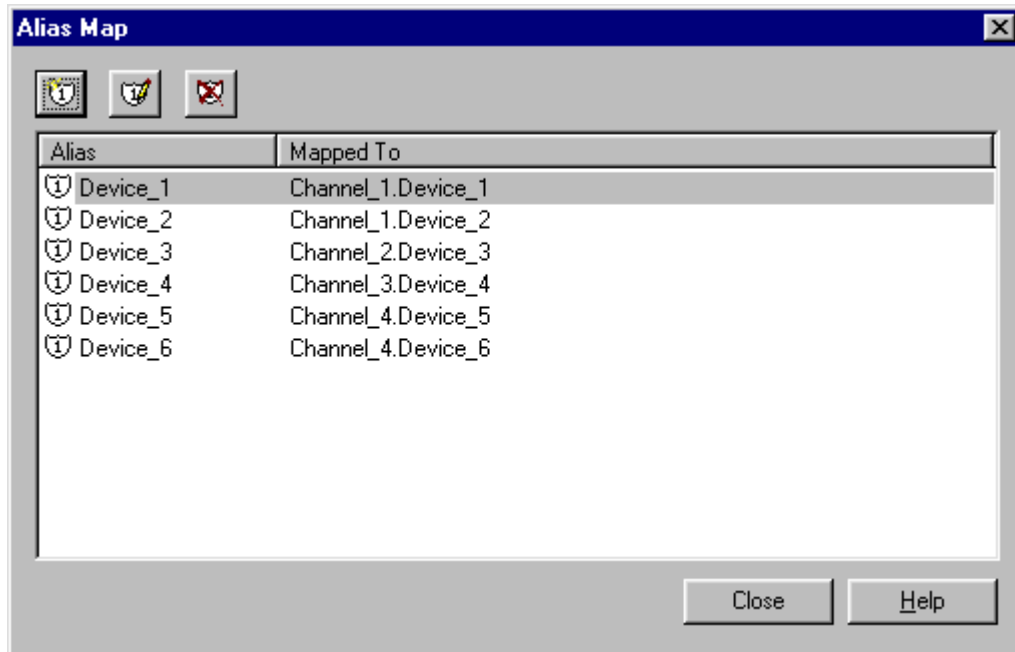 Alias Map
Alias Mapped To
Device_1 Channel_1.Device_1
Device_2 Channel_1.Device_2
Device_3 Channel_2.Device_3
Device_4 Channel_3.Device_4
Device_5 Channel_4.Device_5
Device_6 Channel_4.Device_6
Close Help